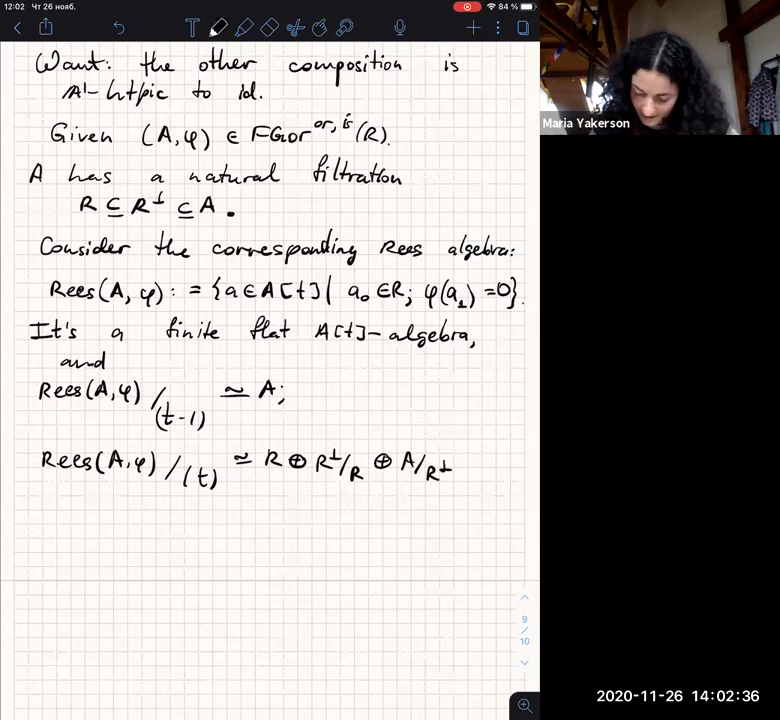 12:02 Чт 26 нояб.
84 %
Want: the other composition is
A¹-htpic to id.
Given (A, φ) ∈ FGor^{or, is}(R).
A has a natural filtration
R ⊆ R^⊥ ⊆ A.
Consider the corresponding Rees algebra:
Rees(A, φ) := {a ∈ A[t] | a₀ ∈ R; φ(a₁) = 0}.
It's a finite flat A[t]-algebra,
and
Rees(A, φ)/(t-1) ≃ A;
Rees(A, φ)/(t) ≃ R ⊕ R^⊥/R ⊕ A/R^⊥
9/10
Maria Yakerson
2020-11-26 14:02:36